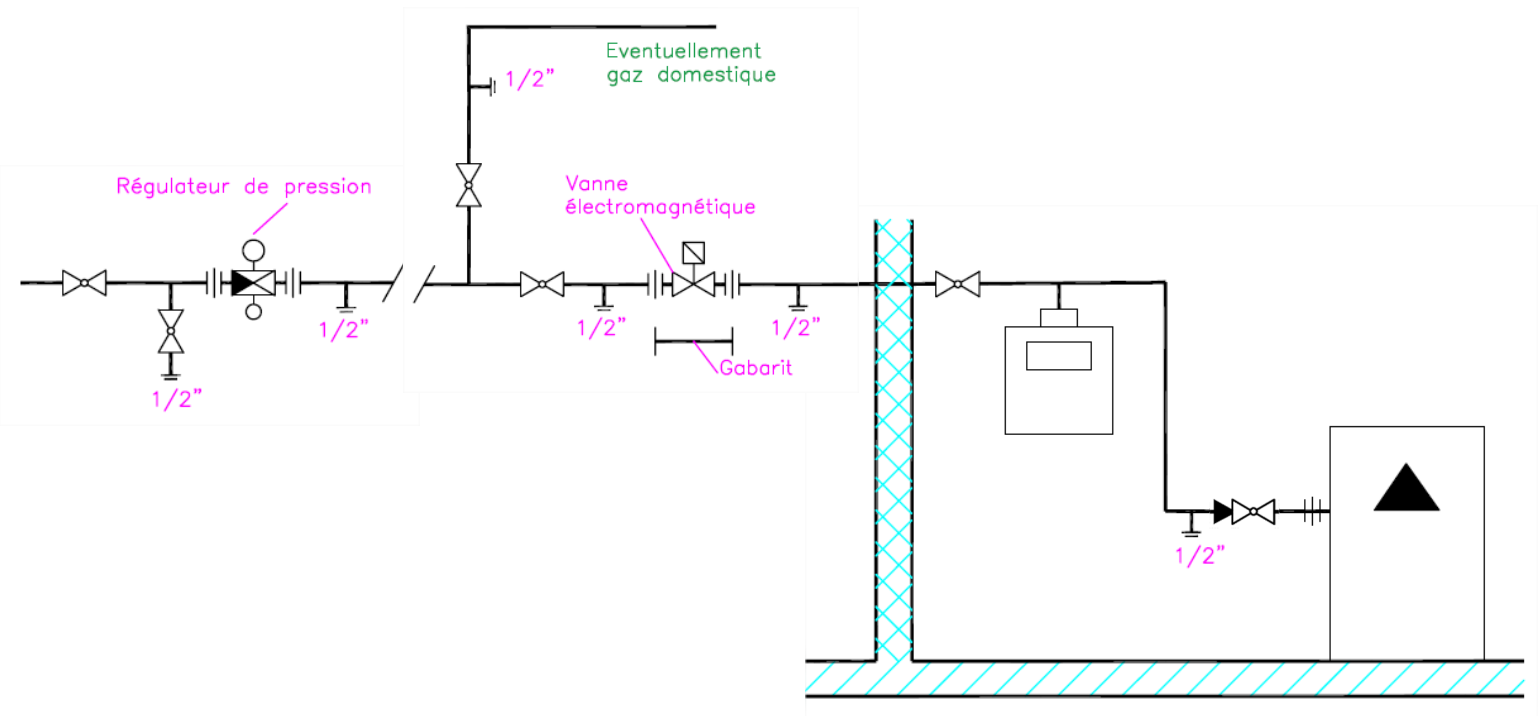 Eventuellement
gaz domestique
1/2"
Régulateur de pression
Vanne
électromagnétique
1/2"
1/2"
1/2"
Gabarit
1/2"
1/2"